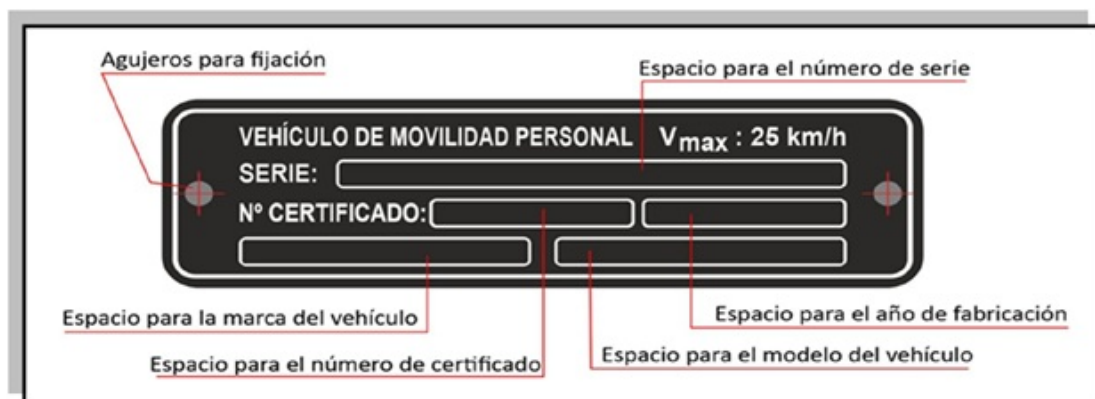 Agujeros para fijación
Espacio para el número de serie
VEHÍCULO DE MOVILIDAD PERSONAL Vmax : 25 km/h
SERIE:
Nº CERTIFICADO:
Espacio para la marca del vehículo
Espacio para el año de fabricación
Espacio para el número de certificado
Espacio para el modelo del vehículo